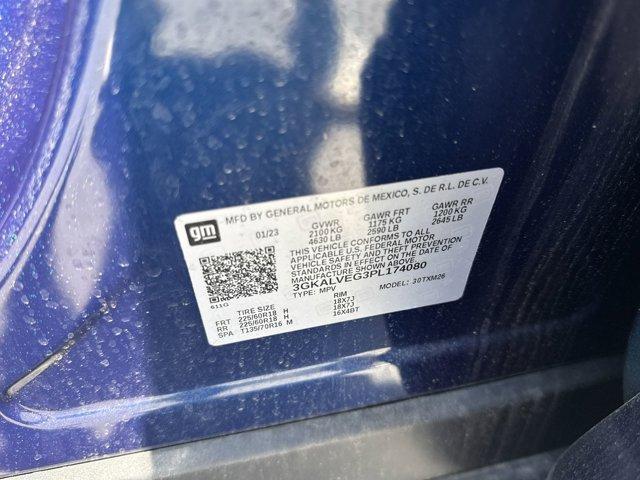 gm
MFD BY GENERAL MOTORS DE MEXICO, S. DE R.L. DE C.V.
01/23 GVWR GAWR FRT GAWR RR
2100 KG 1175 KG 1200 KG
4630 LB 2590 LB 2645 LB
THIS VEHICLE CONFORMS TO ALL
APPLICABLE U.S. FEDERAL MOTOR
VEHICLE SAFETY AND THEFT PREVENTION
STANDARDS IN EFFECT ON THE DATE OF
MANUFACTURE SHOWN ABOVE.
3GKALVEG3PL174080
TYPE: MPV MODEL: 30TXM26
611G
TIRE SIZE RIM
FRT 225/60R18 H 18X7J
RR 225/60R18 H 18X7J
SPA T135/70R16 M 16X4BT